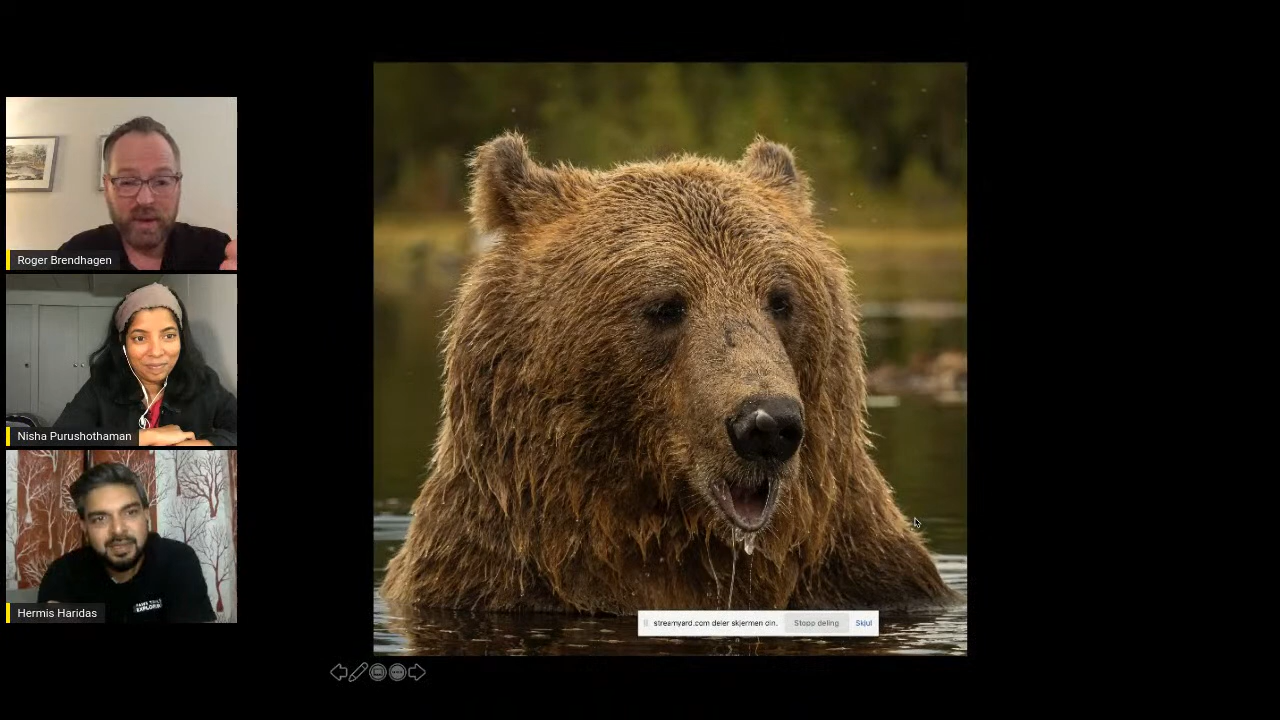 Roger Brendhagen
Nisha Purushothaman
Hermis Haridas
streamyard.com deler skjermen din.
Stopp deling
Skjul